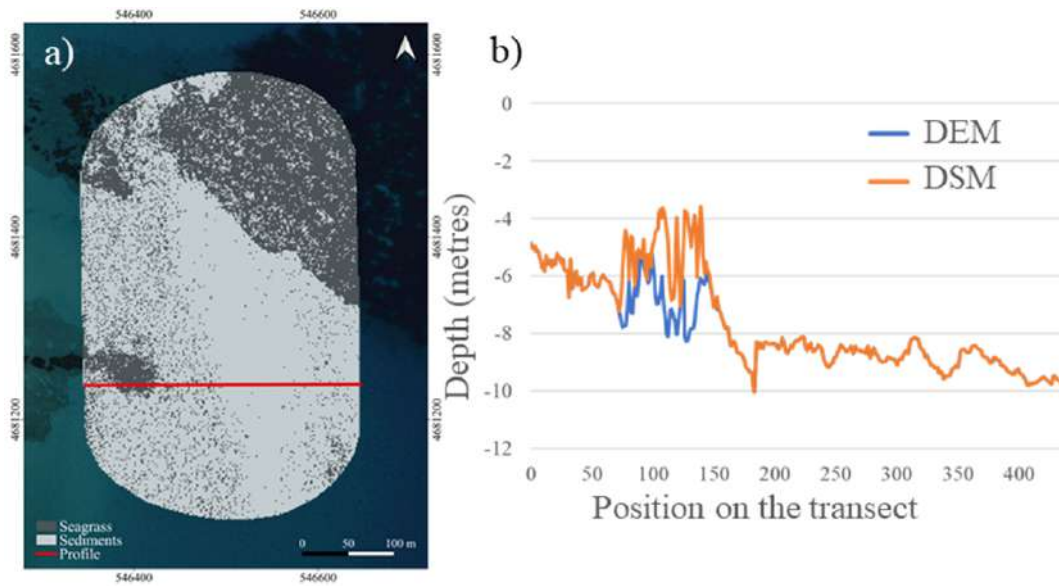 546400 546600
a)
4681600 4681600
4681400 4681400
4681200 4681200
Seagrass
Sediments
Profile
0 50 100 m
546400 546600
b)
0
-2
-4
-6
-8
-10
-12
Depth (metres)
DEM
DSM
0 50 100 150 200 250 300 350 400
Position on the transect